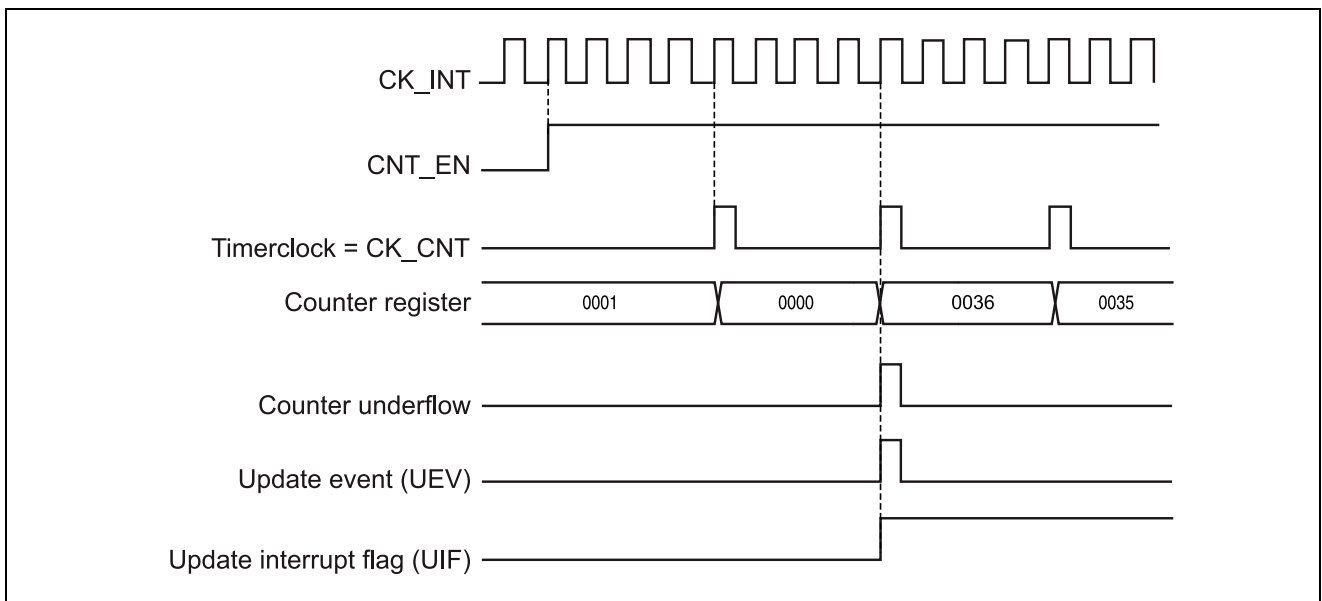 CK_INT
CNT_EN
Timerclock = CK_CNT
Counter register 0001 0000 0036 0035
Counter underflow
Update event (UEV)
Update interrupt flag (UIF)